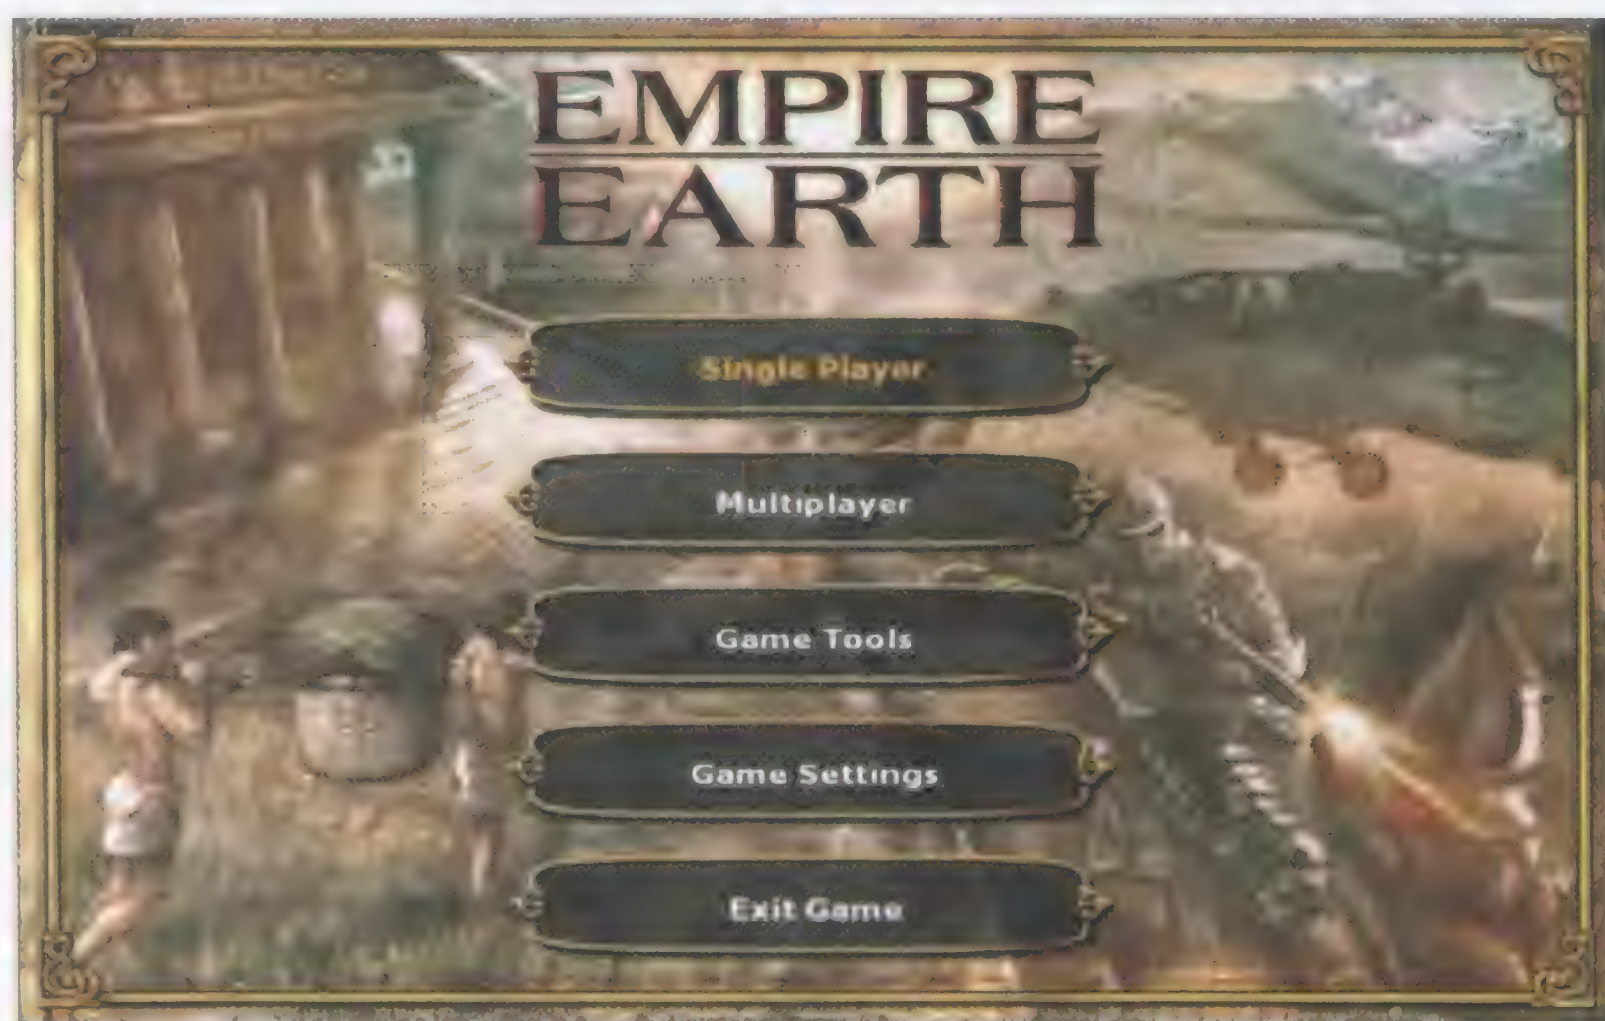 EMPIRE
EARTH
Single Player
Multiplayer
Game Tools
Game Settings
Exit Game